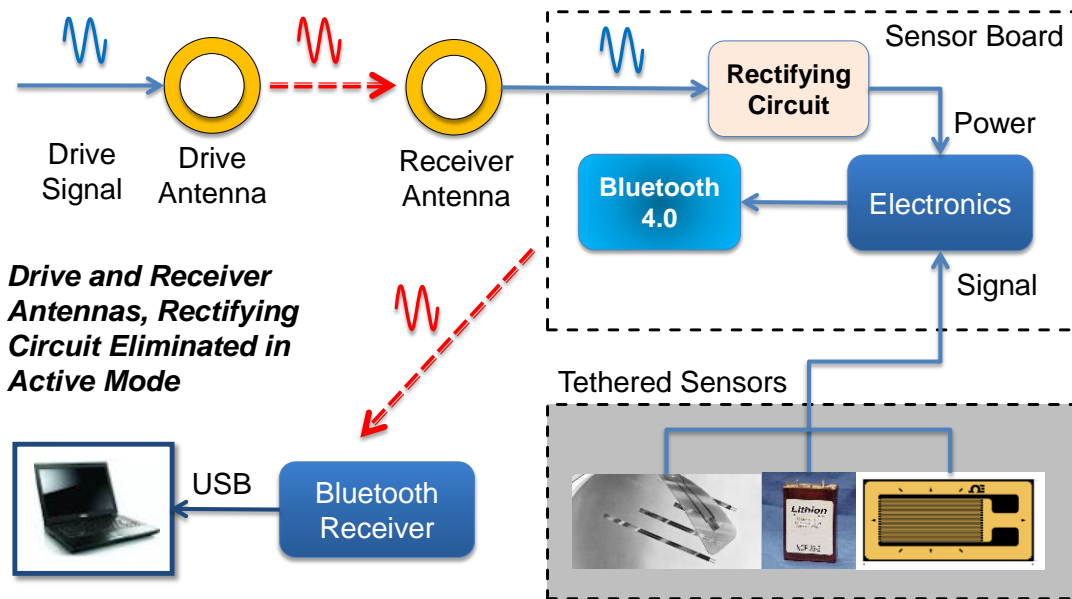 Sensor Board
Drive
Signal
Drive
Antenna
Receiver
Antenna
Rectifying
Circuit
Power
Bluetooth
4.0
Electronics
Signal
Drive and Receiver
Antennas, Rectifying
Circuit Eliminated in
Active Mode
Tethered Sensors
USB
Bluetooth
Receiver
Lithion